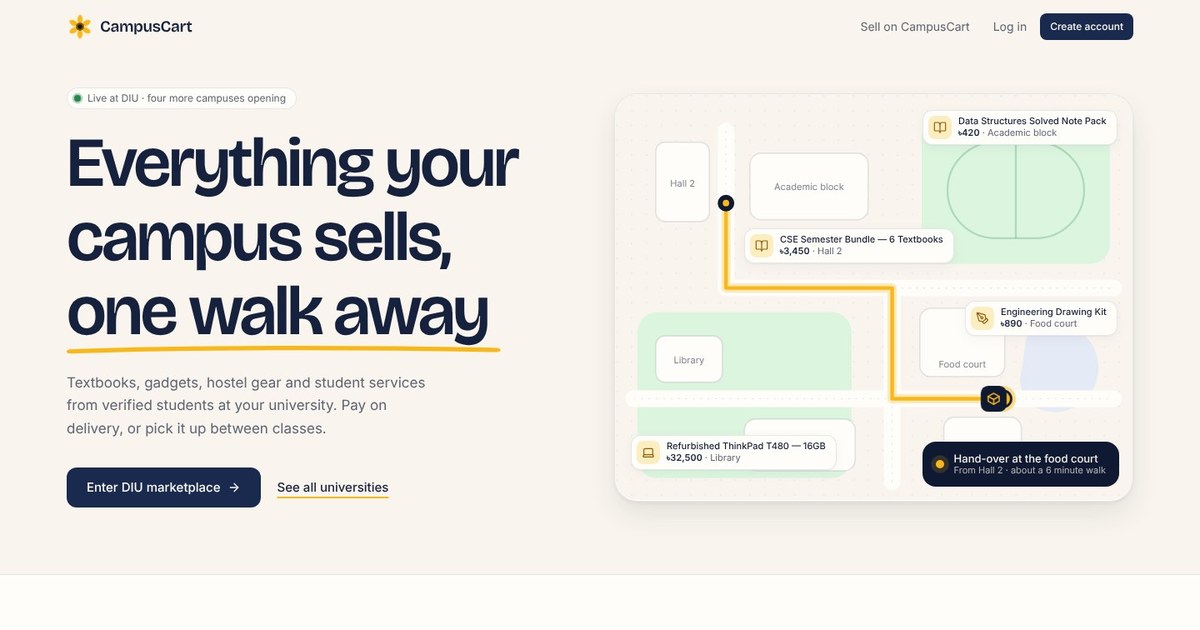 CampusCart
Sell on CampusCart
Log in
Create account
Live at DIU · four more campuses opening
Everything your
campus sells,
one walk away
Textbooks, gadgets, hostel gear and student services
from verified students at your university. Pay on
delivery, or pick it up between classes.
Enter DIU marketplace →
See all universities
Data Structures Solved Note Pack
৳420 · Academic block
Hall 2
Academic block
CSE Semester Bundle — 6 Textbooks
৳3,450 · Hall 2
Engineering Drawing Kit
৳890 · Food court
Library
Food court
Refurbished ThinkPad T480 — 16GB
৳32,500 · Library
Hand-over at the food court
From Hall 2 · about a 6 minute walk